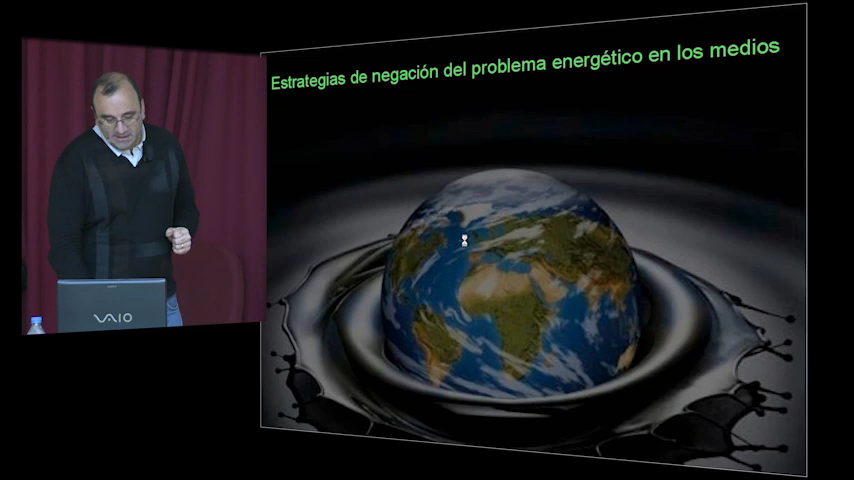 Estrategias de negación del problema energético en los medios
VAIO